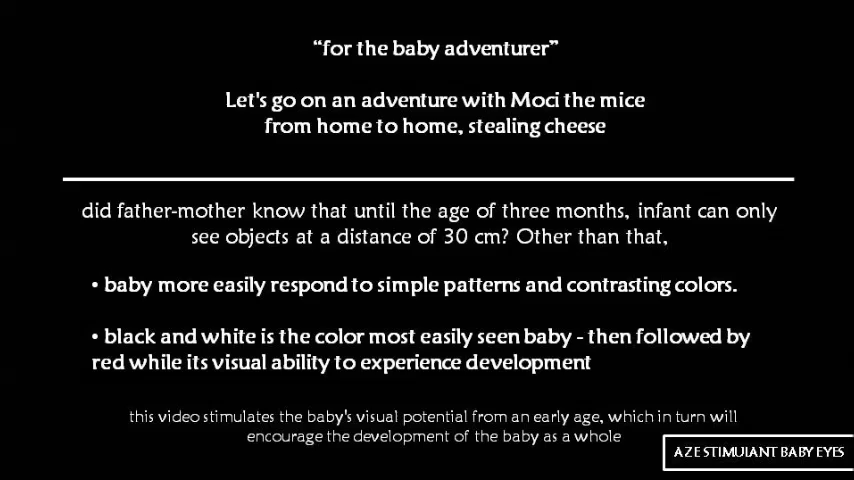 “for the baby adventurer”
Let's go on an adventure with Moci the mice
from home to home, stealing cheese
did father-mother know that until the age of three months, infant can only
see objects at a distance of 30 cm? Other than that,
• baby more easily respond to simple patterns and contrasting colors.
• black and white is the color most easily seen baby - then followed by
red while its visual ability to experience development
this video stimulates the baby's visual potential from an early age, which in turn will
encourage the development of the baby as a whole
AZE STIMULANT BABY EYES